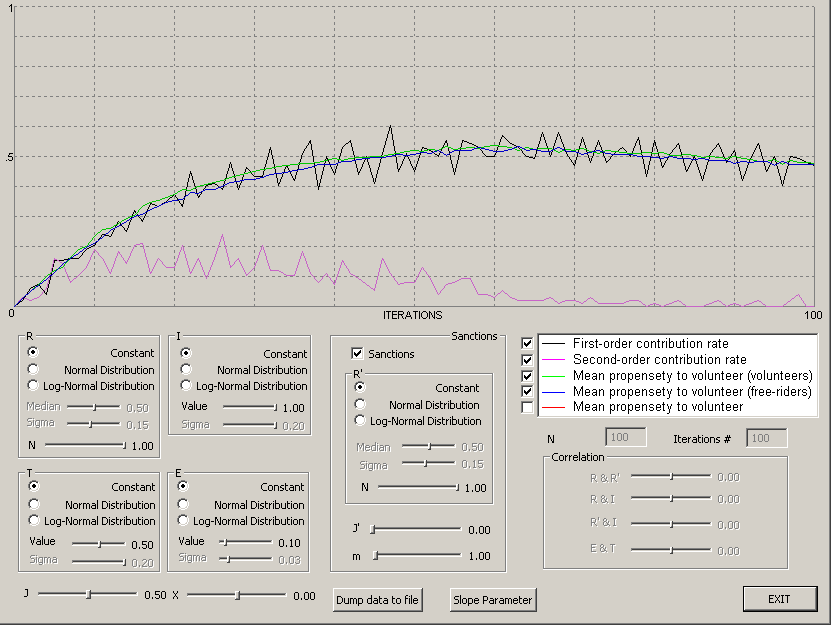 1
.5
0
ITERATIONS
100
R
Constant
Normal Distribution
Log-Normal Distribution
Median 0.50
Sigma 0.15
N 1.00
I
Constant
Normal Distribution
Log-Normal Distribution
Value 1.00
Sigma 0.20
T
Constant
Normal Distribution
Log-Normal Distribution
Value 0.50
Sigma 0.20
E
Constant
Normal Distribution
Log-Normal Distribution
Value 0.10
Sigma 0.03
J 0.50 X 0.00
Sanctions
Sanctions
R'
Constant
Normal Distribution
Log-Normal Distribution
Median 0.50
Sigma 0.15
N 1.00
J' 0.00
m 1.00
Dump data to file
Slope Parameter
First-order contribution rate
Second-order contribution rate
Mean propensety to volunteer (volunteers)
Mean propensety to volunteer (free-riders)
Mean propensety to volunteer
N 100 Iterations # 100
Correlation
R & R' 0.00
R & I 0.00
R' & I 0.00
E & T 0.00
EXIT